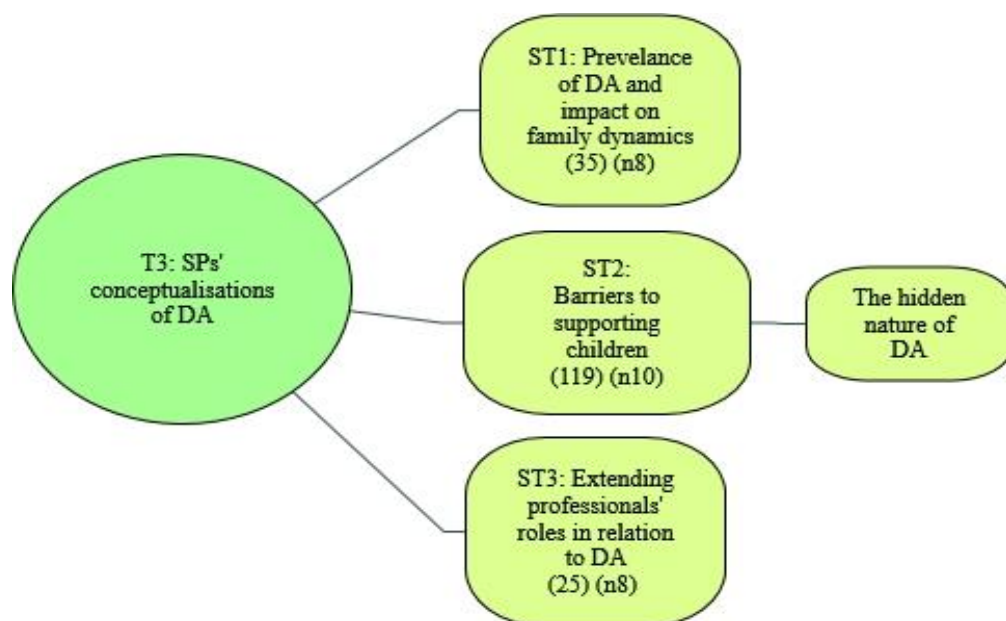 ST1: Prevelance
of DA and
impact on
family dynamics
(35) (n8)
T3: SPs'
conceptualisations
of DA
ST2:
Barriers to
supporting
children
(119) (n10)
The hidden
nature of
DA
ST3: Extending
professionals'
roles in relation
to DA
(25) (n8)